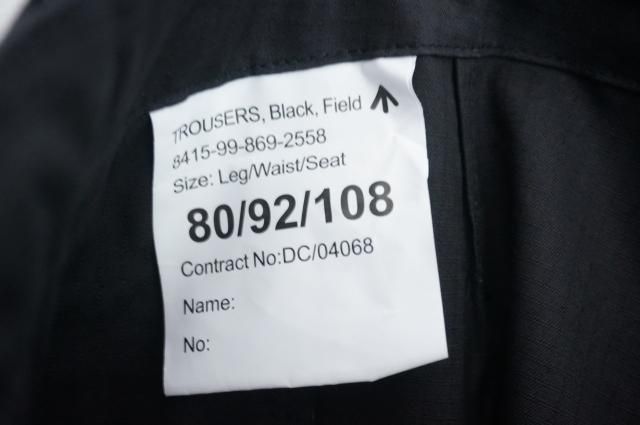 TROUSERS, Black, Field
8415-99-869-2558
Size: Leg/Waist/Seat
80/92/108
Contract No:DC/04068
Name:
No: